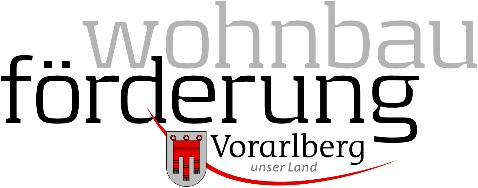 wohnbau
förderung
Vorarlberg
unser Land